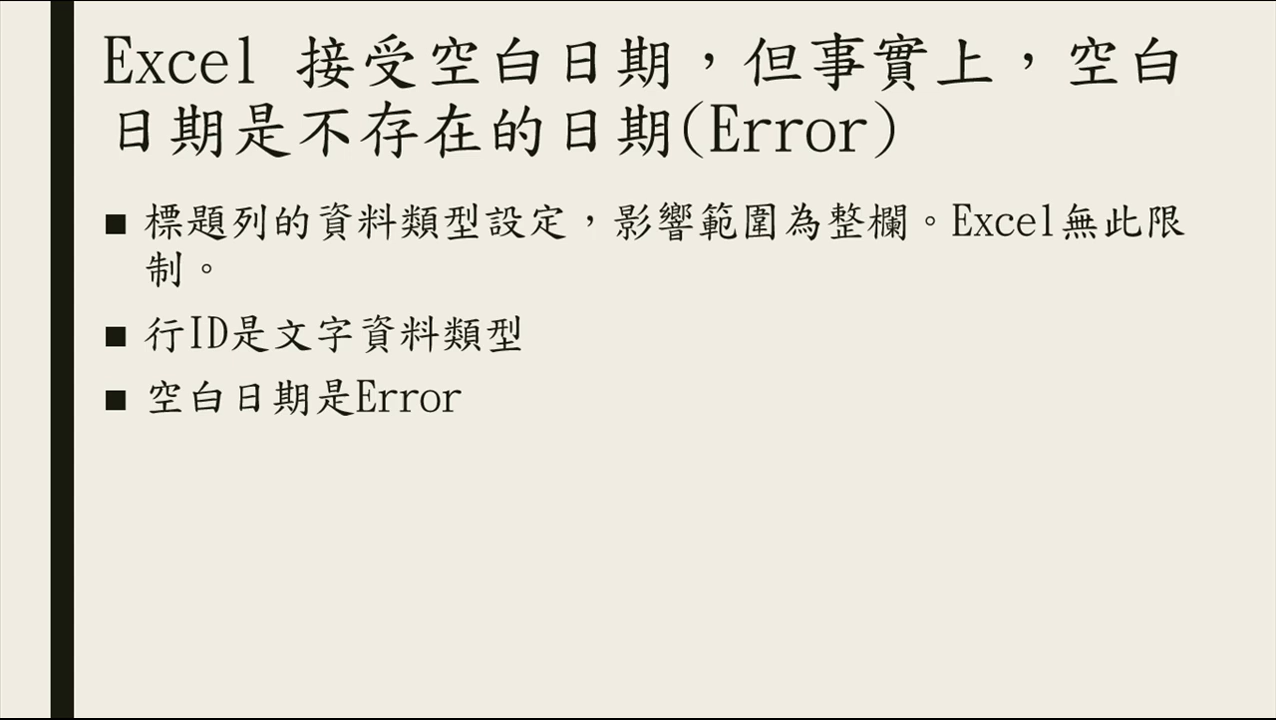 Excel 接受空白日期，但事實上，空白
日期是不存在的日期(Error)
■ 標題列的資料類型設定，影響範圍為整欄。Excel無此限
制。
■ 行ID是文字資料類型
■ 空白日期是Error